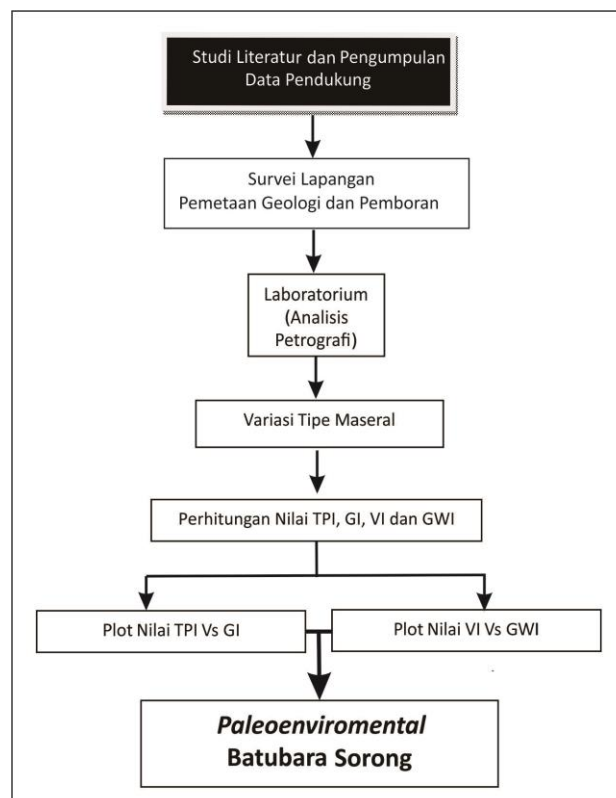 Studi Literatur dan Pengumpulan
Data Pendukung
Survei Lapangan
Pemetaan Geologi dan Pemboran
Laboratorium
(Analisis
Petrografi)
Variasi Tipe Maseral
Perhitungan Nilai TPI, GI, VI dan GWI
Plot Nilai TPI Vs GI
Plot Nilai VI Vs GWI
Paleoenviromental
Batubara Sorong